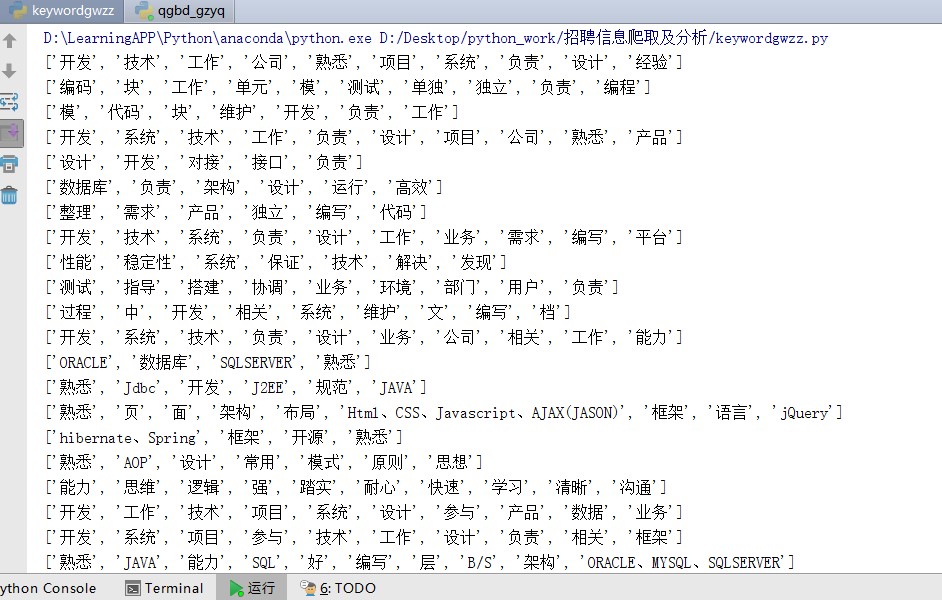 keywordgwzz qgbd_gzyq
D:\LearningAPP\Python\anaconda\python.exe D:/Desktop/python_work/招聘信息爬取及分析/keywordgwzz.py
['开发', '技术', '工作', '公司', '熟悉', '项目', '系统', '负责', '设计', '经验']
['编码', '块', '工作', '单元', '模', '测试', '单独', '独立', '负责', '编程']
['模', '代码', '块', '维护', '开发', '负责', '工作']
['开发', '系统', '技术', '工作', '负责', '设计', '项目', '公司', '熟悉', '产品']
['设计', '开发', '对接', '接口', '负责']
['数据库', '负责', '架构', '设计', '运行', '高效']
['整理', '需求', '产品', '独立', '编写', '代码']
['开发', '技术', '系统', '负责', '设计', '工作', '业务', '需求', '编写', '平台']
['性能', '稳定性', '系统', '保证', '技术', '解决', '发现']
['测试', '指导', '搭建', '协调', '业务', '环境', '部门', '用户', '负责']
['过程', '中', '开发', '相关', '系统', '维护', '文', '编写', '档']
['开发', '系统', '技术', '负责', '设计', '业务', '公司', '相关', '工作', '能力']
['ORACLE', '数据库', 'SQLSERVER', '熟悉']
['熟悉', 'Jdbc', '开发', 'J2EE', '规范', 'JAVA']
['熟悉', '页', '面', '架构', '布局', 'Html、CSS、Javascript、AJAX(JASON)', '框架', '语言', 'jQuery']
['hibernate、Spring', '框架', '开源', '熟悉']
['熟悉', 'AOP', '设计', '常用', '模式', '原则', '思想']
['能力', '思维', '逻辑', '强', '踏实', '耐心', '快速', '学习', '清晰', '沟通']
['开发', '工作', '技术', '项目', '系统', '设计', '参与', '产品', '数据', '业务']
['开发', '系统', '项目', '参与', '技术', '工作', '设计', '负责', '相关', '框架']
['熟悉', 'JAVA', '能力', 'SQL', '好', '编写', '层', 'B/S', '架构', 'ORACLE、MYSQL、SQLSERVER']
ython Console Terminal 运行 6: TODO